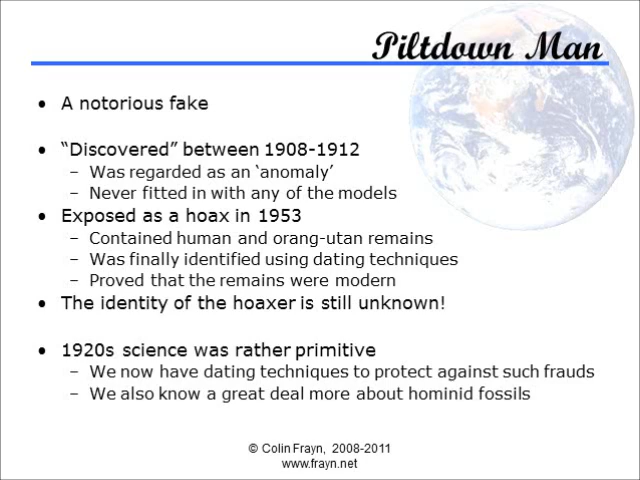 Piltdown Man
• A notorious fake
• “Discovered” between 1908-1912
– Was regarded as an ‘anomaly’
– Never fitted in with any of the models
• Exposed as a hoax in 1953
– Contained human and orang-utan remains
– Was finally identified using dating techniques
– Proved that the remains were modern
• The identity of the hoaxer is still unknown!
• 1920s science was rather primitive
– We now have dating techniques to protect against such frauds
– We also know a great deal more about hominid fossils
© Colin Frayn, 2008-2011
www.frayn.net